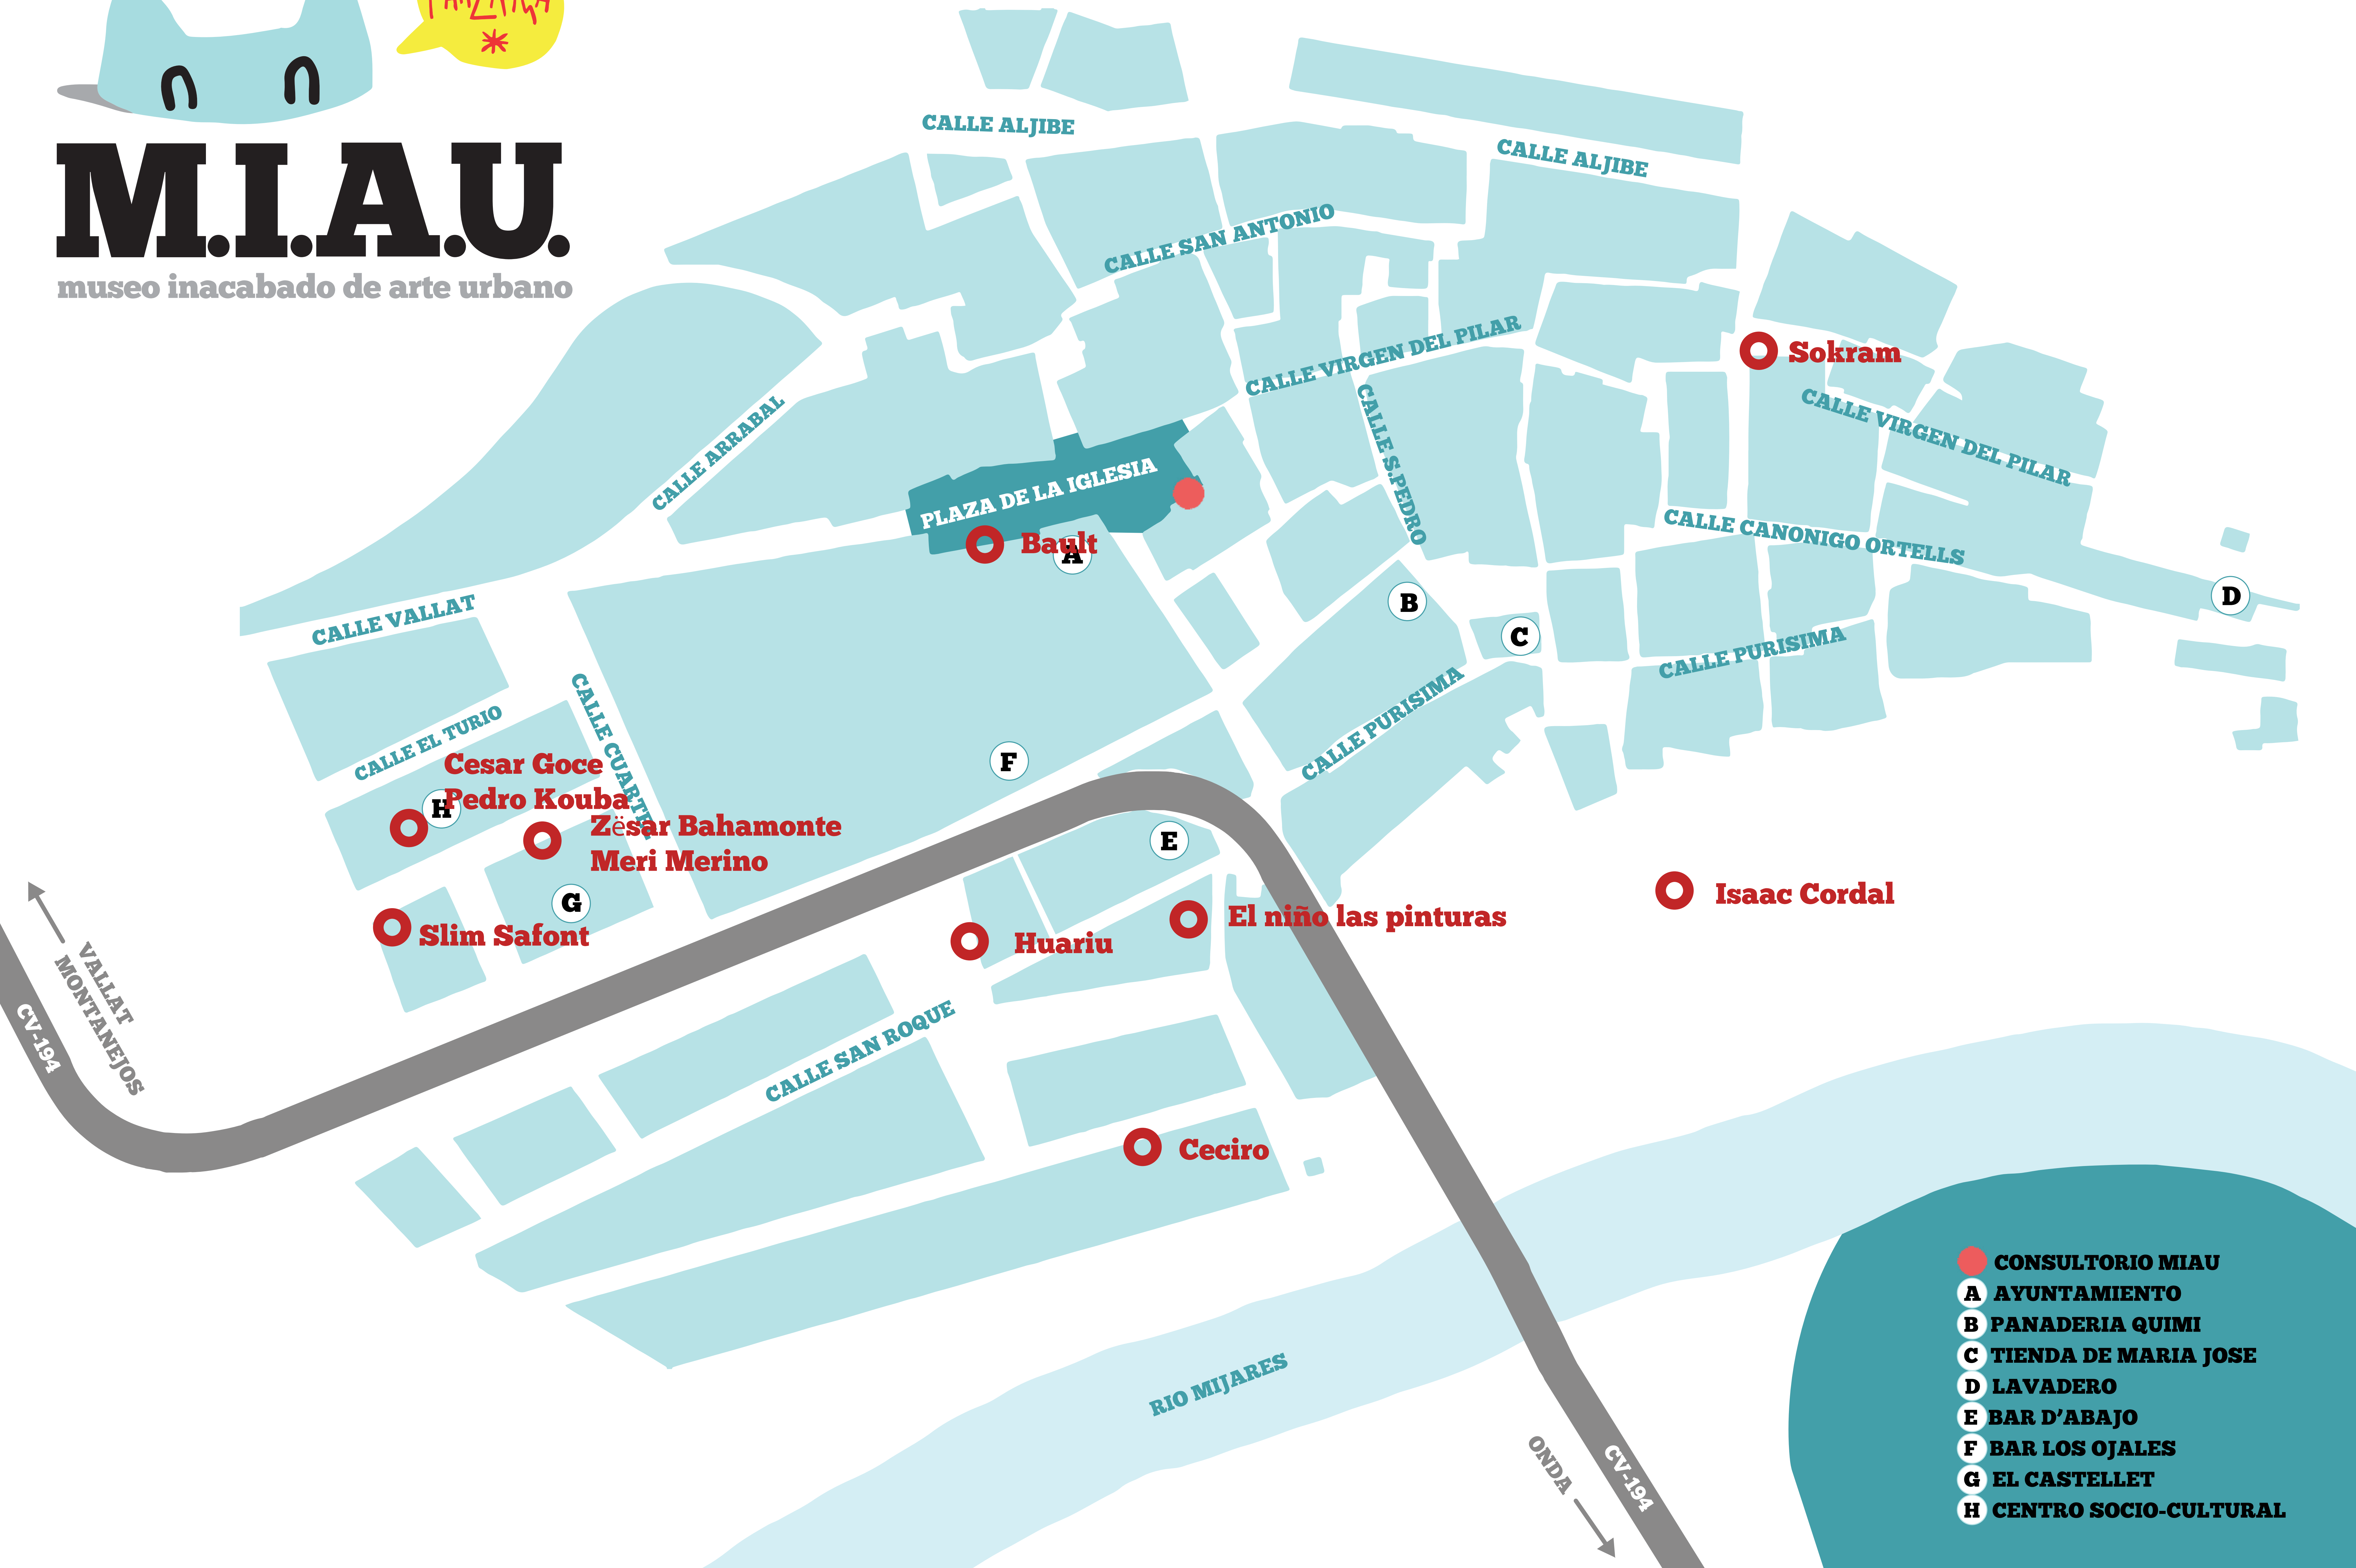 M.I.A.U.
museo inacabado de arte urbano
CALLE ALJIBE
CALLE ALJIBE
CALLE SAN ANTONIO
CALLE VIRGEN DEL PILAR
Sokram
CALLE VIRGEN DEL PILAR
CALLE S.PEDRO
CALLE ARRABAL
PLAZA DE LA IGLESIA
Bault
A
CALLE CANONIGO ORTELLS
B
C
D
CALLE VALLAT
CALLE PURISIMA
CALLE PURISIMA
CALLE EL TURIO
CALLE CUARTEL
Cesar Goce
Pedro Kouba
H
F
Zësar Bahamonte
Meri Merino
E
G
Slim Safont
Huariu
El niño las pinturas
Isaac Cordal
VALLAT
MONTANEJOS
CV-194
CALLE SAN ROQUE
Ceciro
RIO MIJARES
ONDA
CV-194
CONSULTORIO MIAU
A AYUNTAMIENTO
B PANADERIA QUIMI
C TIENDA DE MARIA JOSE
D LAVADERO
E BAR D’ABAJO
F BAR LOS OJALES
G EL CASTELLET
H CENTRO SOCIO-CULTURAL